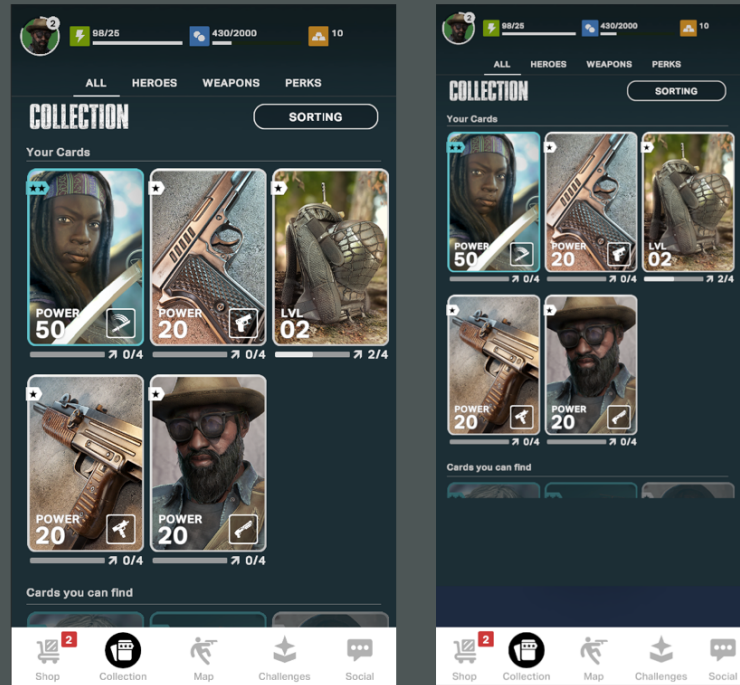 2
98/25
430/2000
10
ALL HEROES WEAPONS PERKS
COLLECTION
SORTING
Your Cards
POWER
50
0/4
POWER
20
0/4
LVL
02
2/4
POWER
20
0/4
POWER
20
0/4
Cards you can find
2
Shop Collection Map Challenges Social
2
98/25
430/2000
10
ALL HEROES WEAPONS PERKS
COLLECTION
SORTING
Your Cards
POWER
50
0/4
POWER
20
0/4
LVL
02
2/4
POWER
20
0/4
POWER
20
0/4
Cards you can find
2
Shop Collection Map Challenges Social